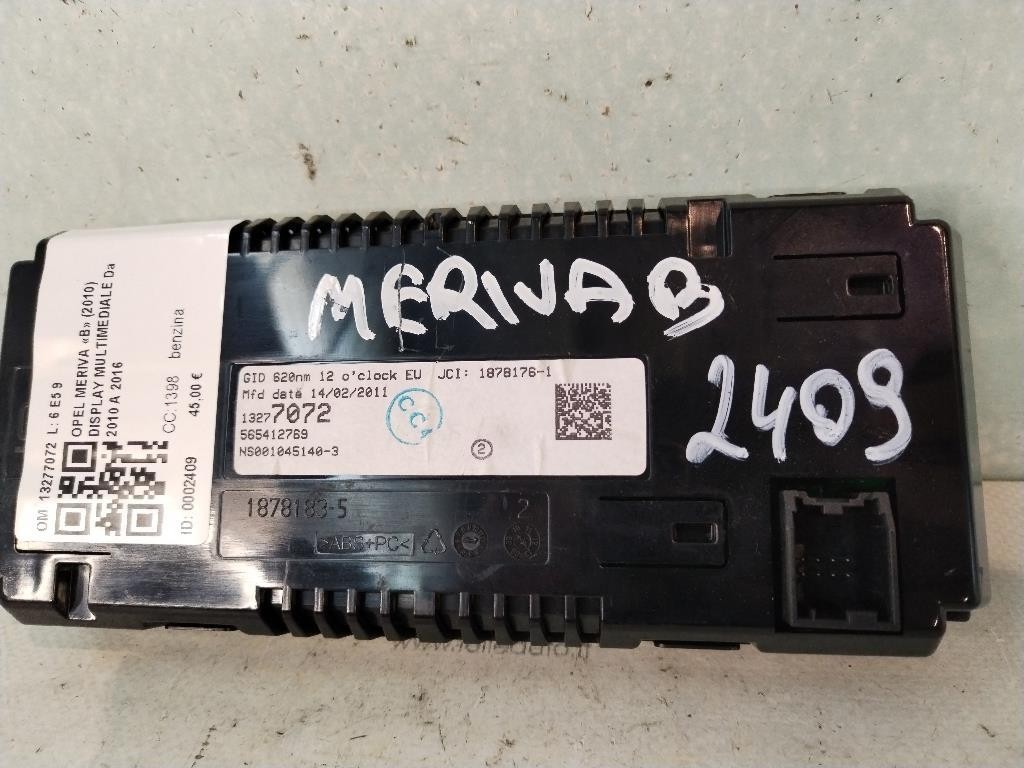 OM 13277072 L: 6 E5 9
OPEL MERIVA «B» (2010)
DISPLAY MULTIMEDIALE Da
2010 A 2016
CC:1398 benzina
ID: 0002409 45,00 €
MERIVA B
2409
GID 620nm 12 o'clock EU JCI: 1878176-1
Mfd date 14/02/2011
13277072
565412769
NS001045140-3
CCA
2
1878183-5 2
>ABS+PC<